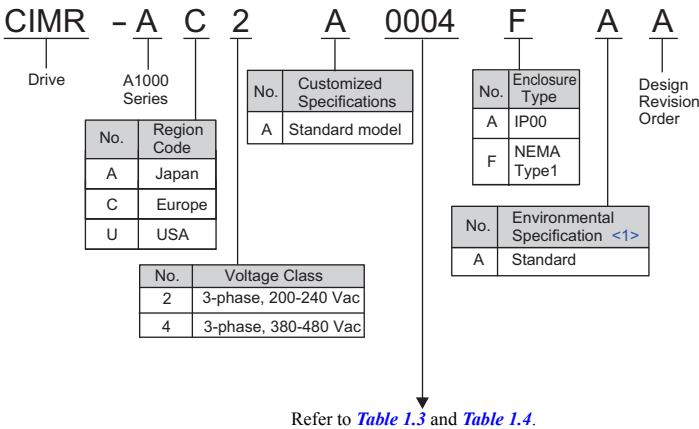 CIMR - A C 2 A 0004 F A A
Drive
A1000
Series
Design
Revision
Order
No. Customized
Specifications
A Standard model
No. Enclosure
Type
A IP00
F NEMA
Type1
No. Region
Code
A Japan
C Europe
U USA
No. Environmental
Specification <1>
A Standard
No. Voltage Class
2 3-phase, 200-240 Vac
4 3-phase, 380-480 Vac
Refer to Table 1.3 and Table 1.4.